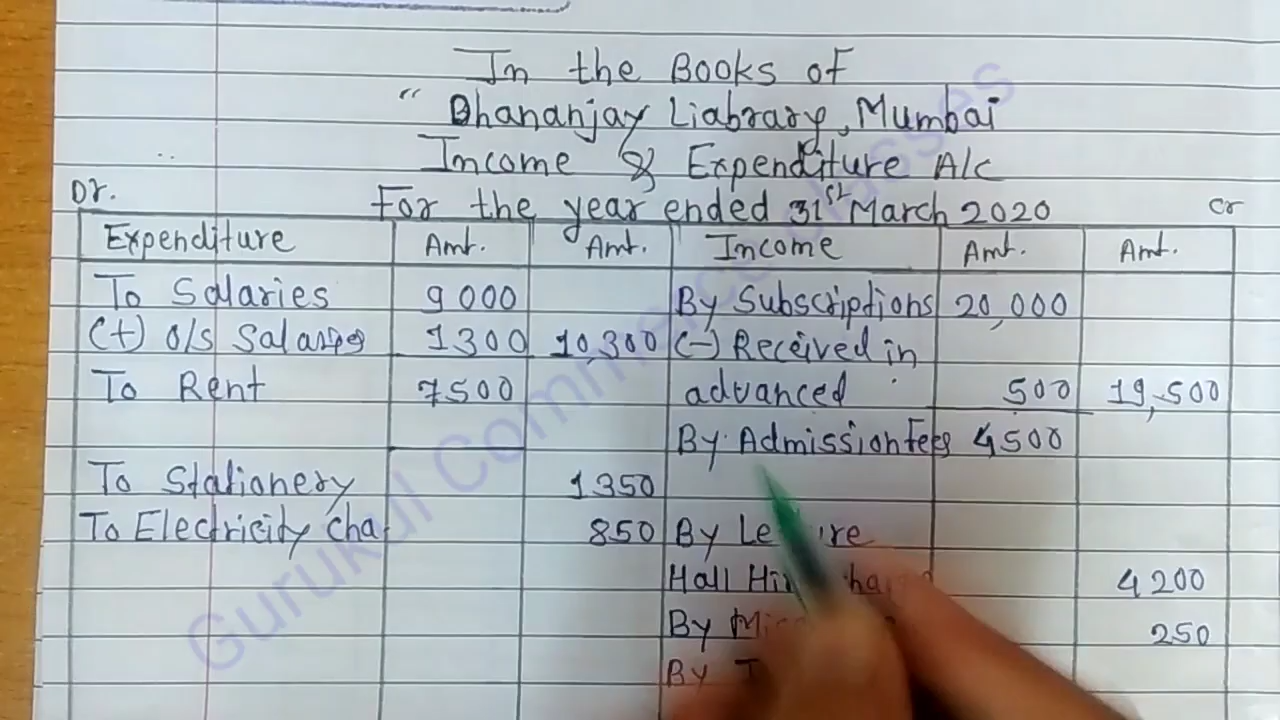 In the Books of
" Dhananjay Liabrary, Mumbai
Income & Expenditure A/c
Dr. For the year ended 31st March 2020 Cr
Expenditure Amt. Amt. Income Amt. Amt.
To Salaries 9000 By Subscriptions 20,000
(+) O/s Salaries 1300 10,300 (-) Received in
To Rent 7500 advanced 500 19,500
By Admission Fees 4500
To Stationery 1350
To Electricity cha 850 By
Hall 4200
By 250
By
Gurukul Commerce Classes